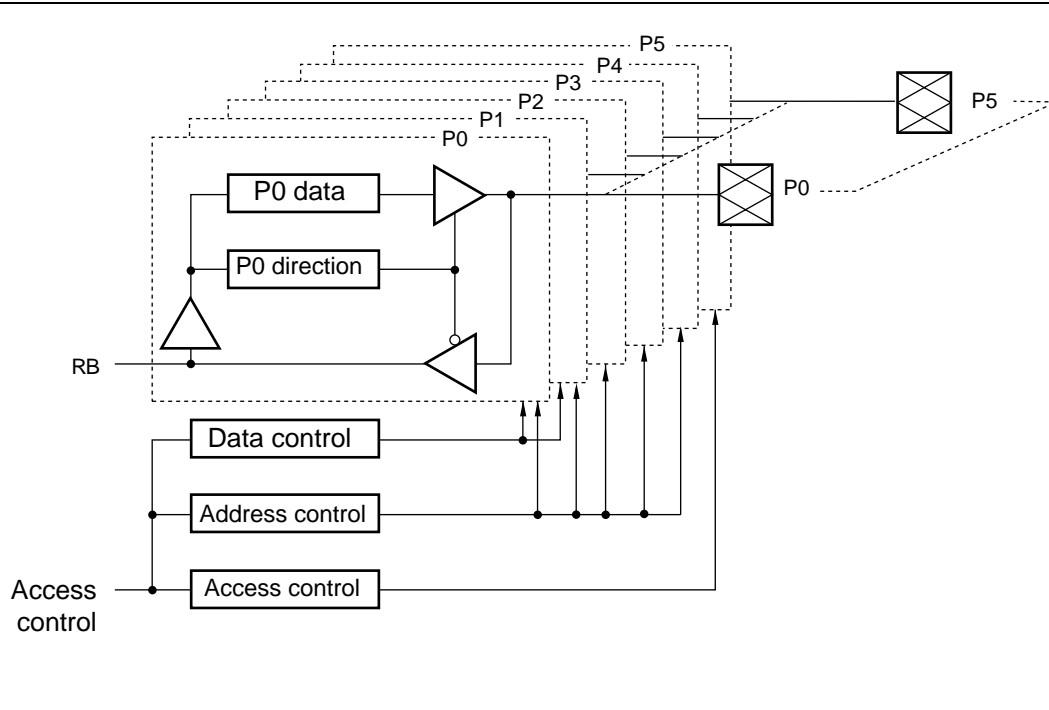 P5
P4
P3
P2
P1
P0
P5
P0 data
P0
P0 direction
RB
Data control
Address control
Access control
Access
control